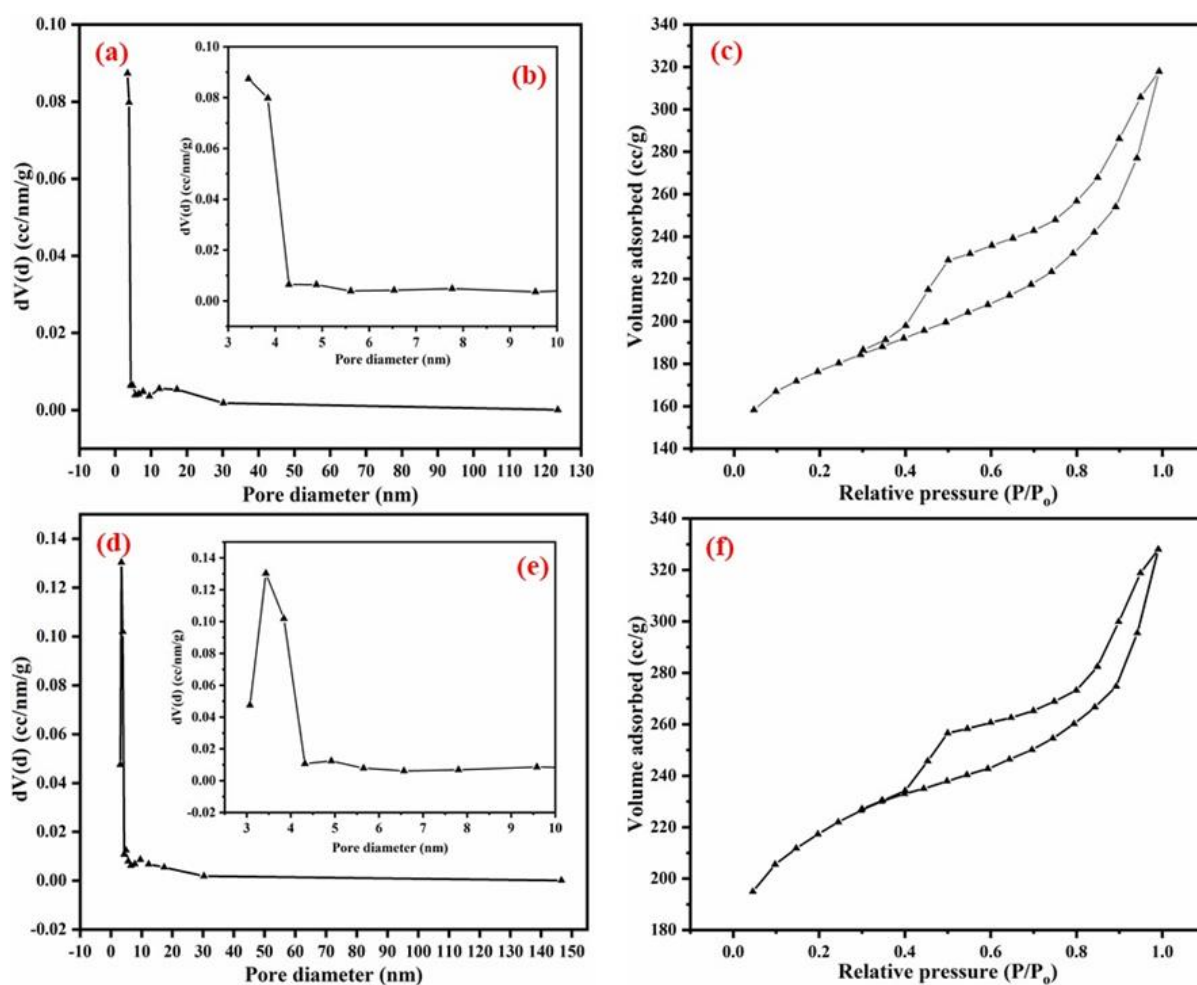 (a)
0.10
0.08
0.06
0.04
0.02
0.00
dV(d) (cc/nm/g)
-10 0 10 20 30 40 50 60 70 80 90 100 110 120 130
Pore diameter (nm)
(b)
0.10
0.08
0.06
0.04
0.02
0.00
dV(d) (cc/nm/g)
3 4 5 6 7 8 9 10
Pore diameter (nm)
(c)
340
320
300
280
260
240
220
200
180
160
140
Volume adsorbed (cc/g)
0.0 0.2 0.4 0.6 0.8 1.0
Relative pressure (P/Po)
(d)
0.14
0.12
0.10
0.08
0.06
0.04
0.02
0.00
-0.02
dV(d) (cc/nm/g)
-10 0 10 20 30 40 50 60 70 80 90 100 110 120 130 140 150
Pore diameter (nm)
(e)
0.14
0.12
0.10
0.08
0.06
0.04
0.02
0.00
-0.02
dV(d) (cc/nm/g)
3 4 5 6 7 8 9 10
Pore diameter (nm)
(f)
340
320
300
280
260
240
220
200
180
Volume adsorbed (cc/g)
0.0 0.2 0.4 0.6 0.8 1.0
Relative pressure (P/Po)